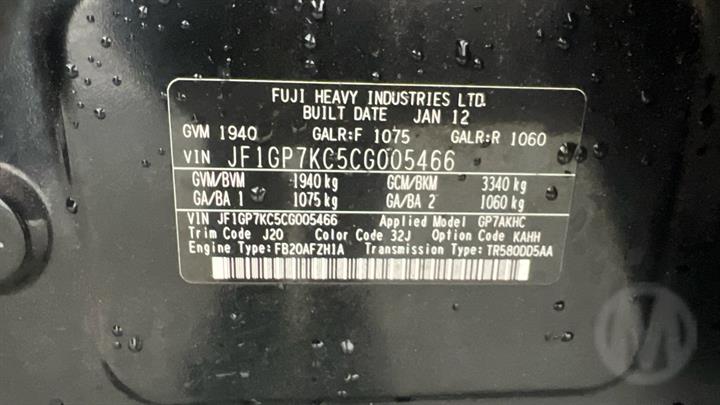 FUJI HEAVY INDUSTRIES LTD.
BUILT DATE JAN 12
GVM 1940 GALR:F 1075 GALR:R 1060
VIN JF1GP7KC5CG005466
GVM/BVM 1940 kg GCM/BKM 3340 kg
GA/BA 1 1075 kg GA/BA 2 1060 kg
VIN JF1GP7KC5CG005466 Applied Model GP7AKHC
Trim Code J20 Color Code 32J Option Code KAHH
Engine Type:FB20AFZH1A Transmission Type:TR580DD5AA
M